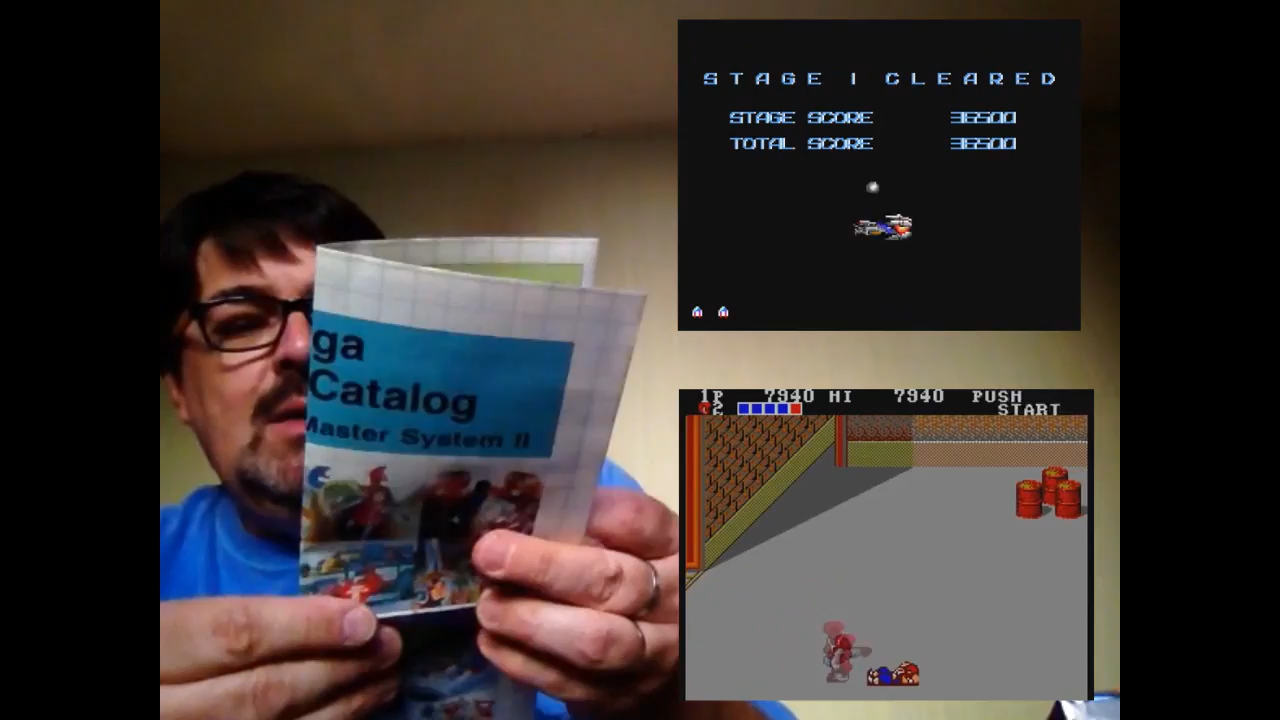 ga
Catalog
Master System II
STAGE 1 CLEARED
STAGE SCORE 36500
TOTAL SCORE 36500
1P 7940 HI 7940 PUSH
2 START